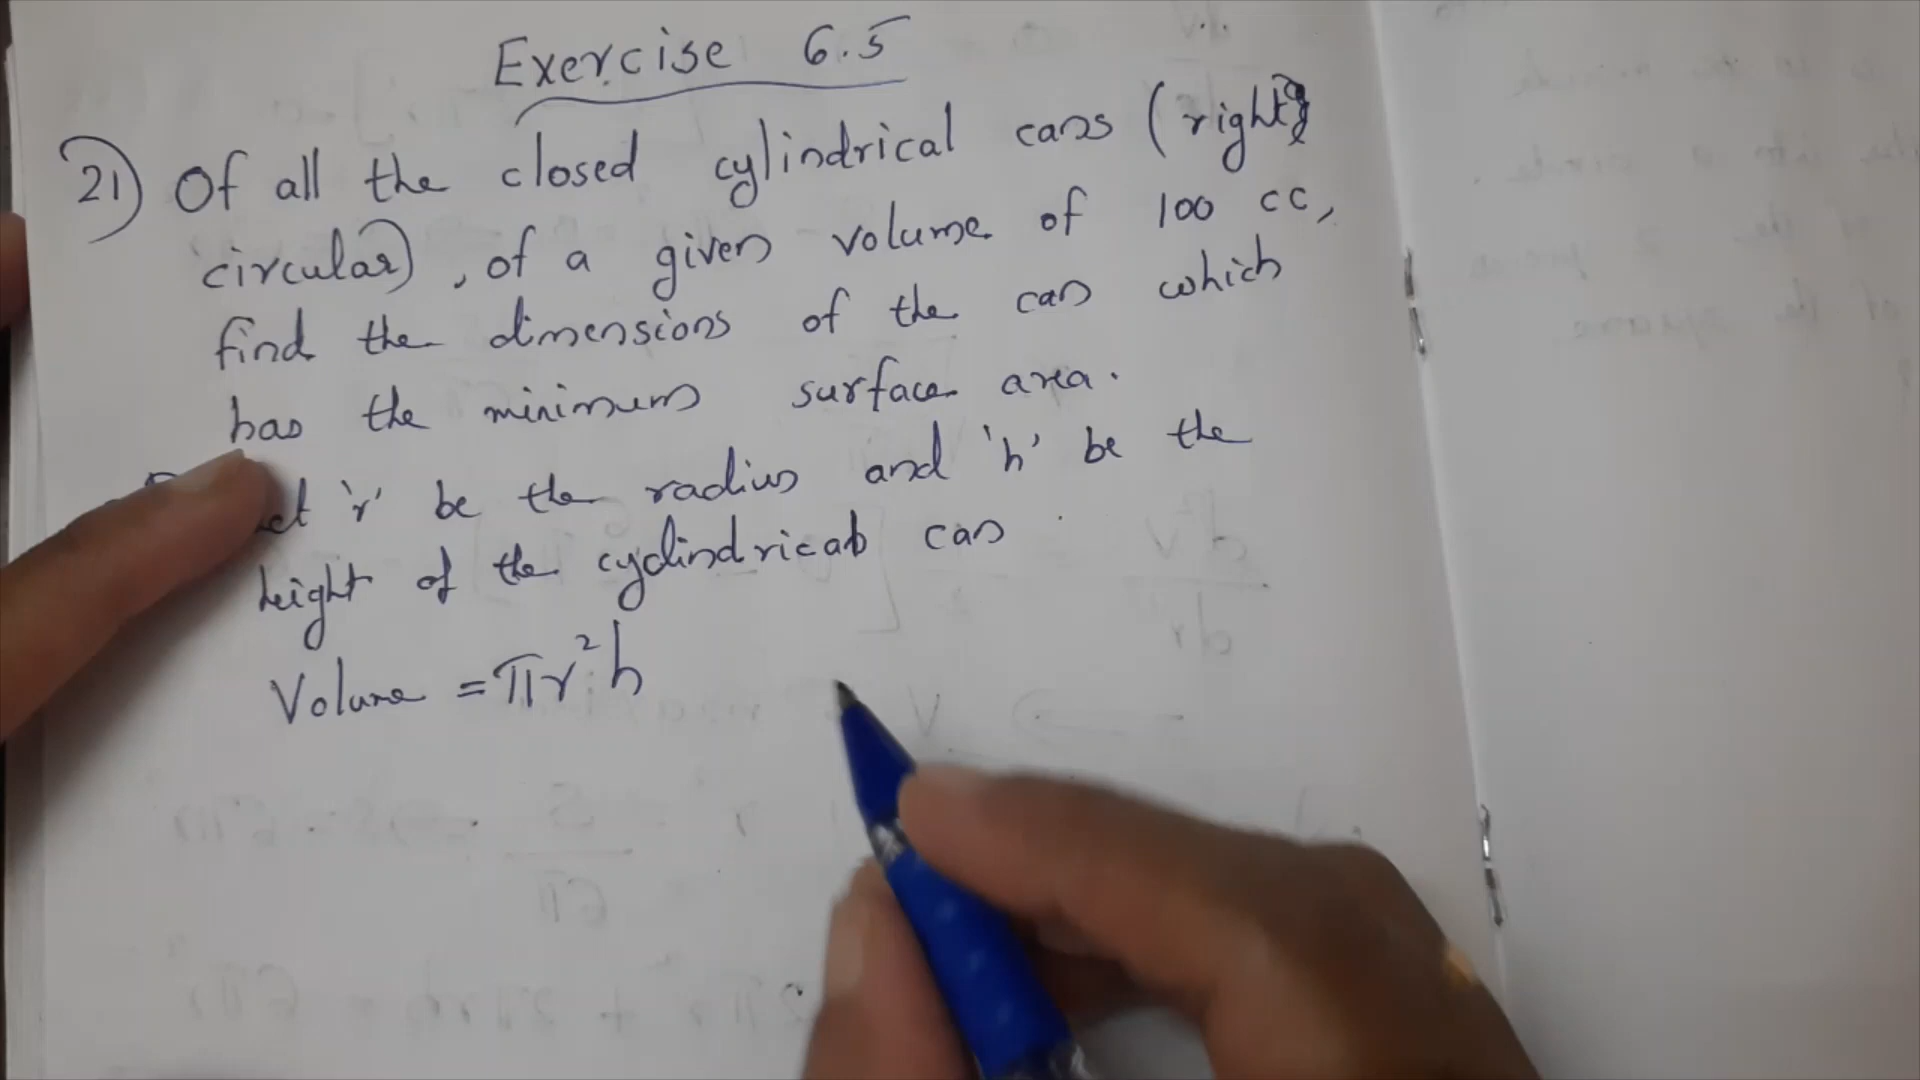 Exercise 6.5
21) Of all the closed cylindrical cans (right
circular), of a given volume of 100 cc,
find the dimensions of the can which
has the minimum surface area.
'r' be the radius and 'h' be the
height of the cyclindrical can
Volume = πr²h